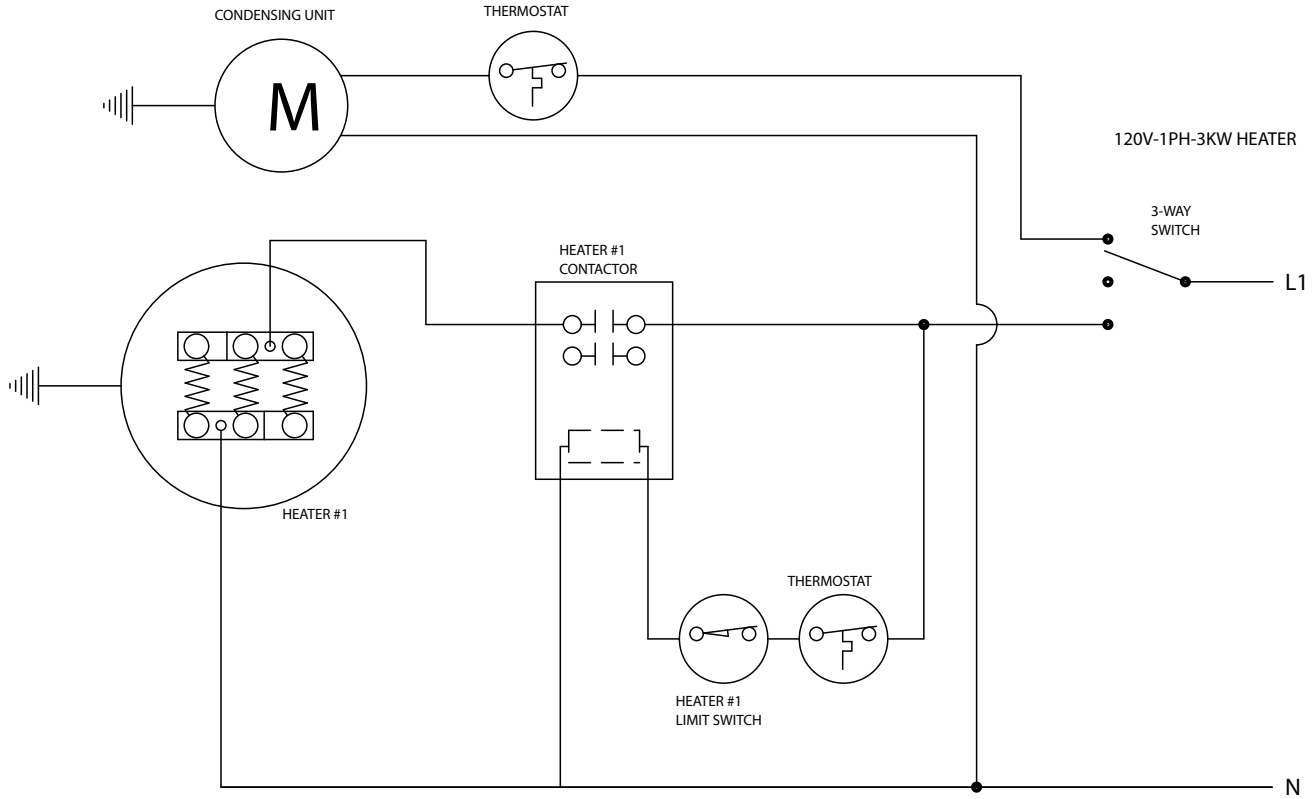 CONDENSING UNIT
THERMOSTAT
M
120V-1PH-3KW HEATER
3-WAY
SWITCH
HEATER #1
CONTACTOR
L1
HEATER #1
THERMOSTAT
HEATER #1
LIMIT SWITCH
N